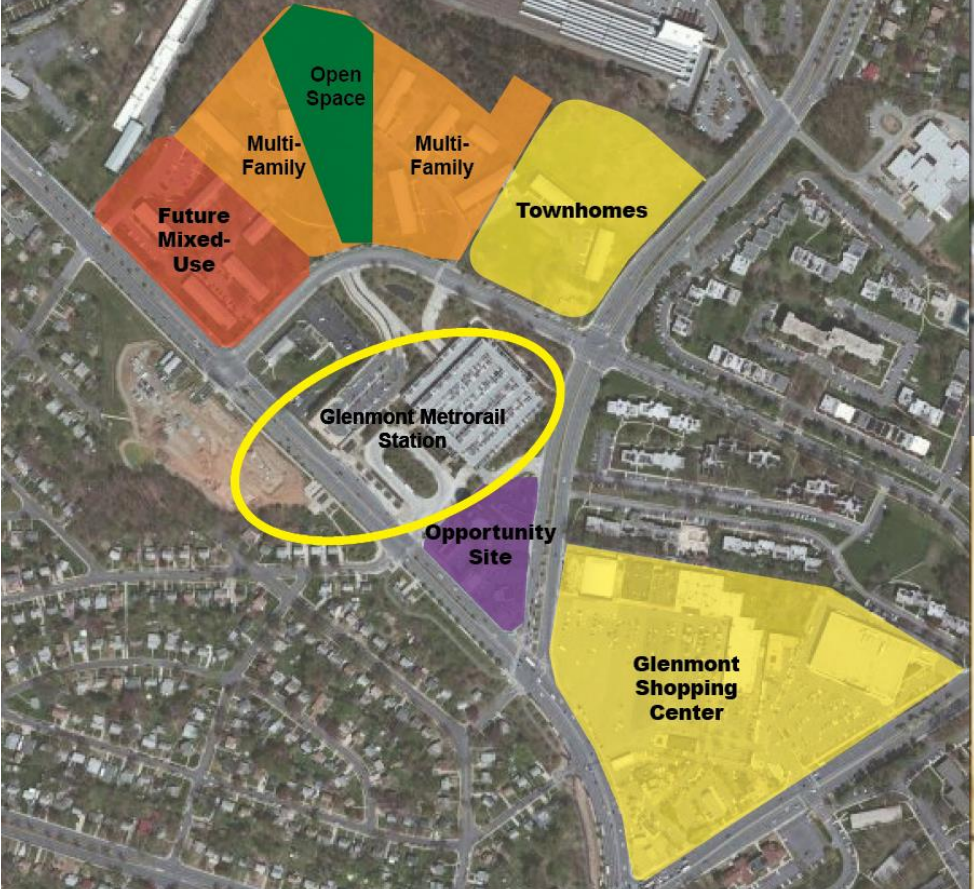 Open
Space
Multi-
Family
Multi-
Family
Townhomes
Future
Mixed-
Use
Glenmont Metrorail
Station
Opportunity
Site
Glenmont
Shopping
Center